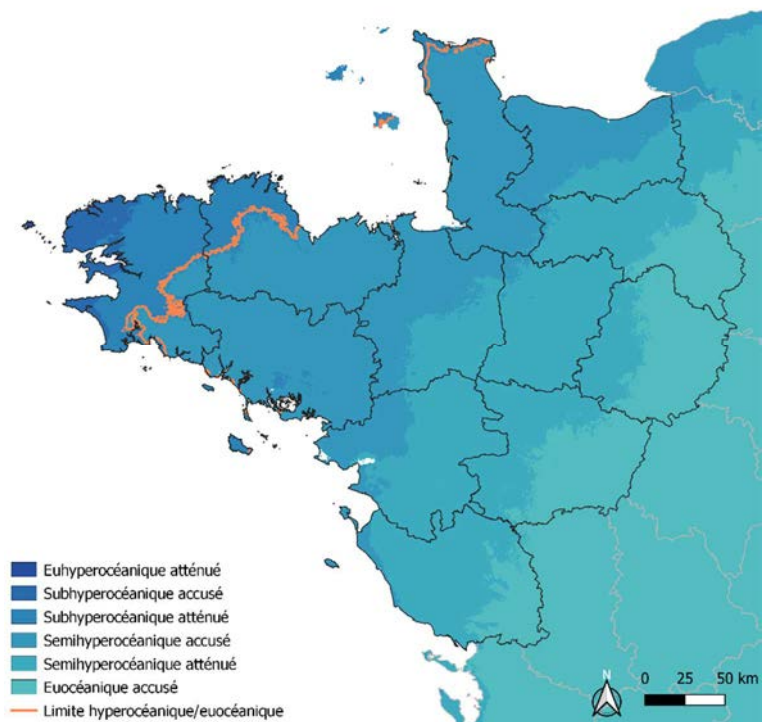 Euhyperocéanique atténué
Subhyperocéanique accusé
Subhyperocéanique atténué
Semihyperocéanique accusé
Semihyperocéanique atténué
Euocéanique accusé
Limite hyperocéanique/euocéanique
N
0 25 50 km